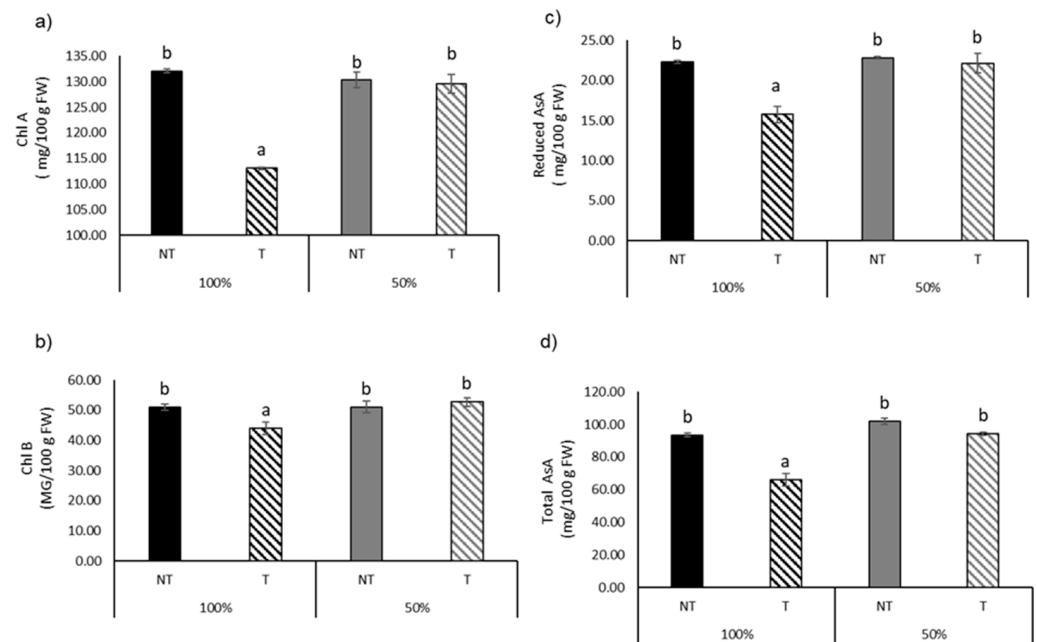 a)
Chl A
( mg/100 g FW)
135.00
130.00
125.00
120.00
115.00
110.00
105.00
100.00
b
a
b
b
NT
T
NT
T
100%
50%
c)
Reduced AsA
( mg/100 g FW)
25.00
20.00
15.00
10.00
5.00
0.00
b
a
b
b
NT
T
NT
T
100%
50%
b)
Chl B
(MG/100 g FW)
60.00
50.00
40.00
30.00
20.00
10.00
0.00
b
a
b
b
NT
T
NT
T
100%
50%
d)
Total AsA
(mg/100 g FW)
120.00
100.00
80.00
60.00
40.00
20.00
0.00
b
a
b
b
NT
T
NT
T
100%
50%